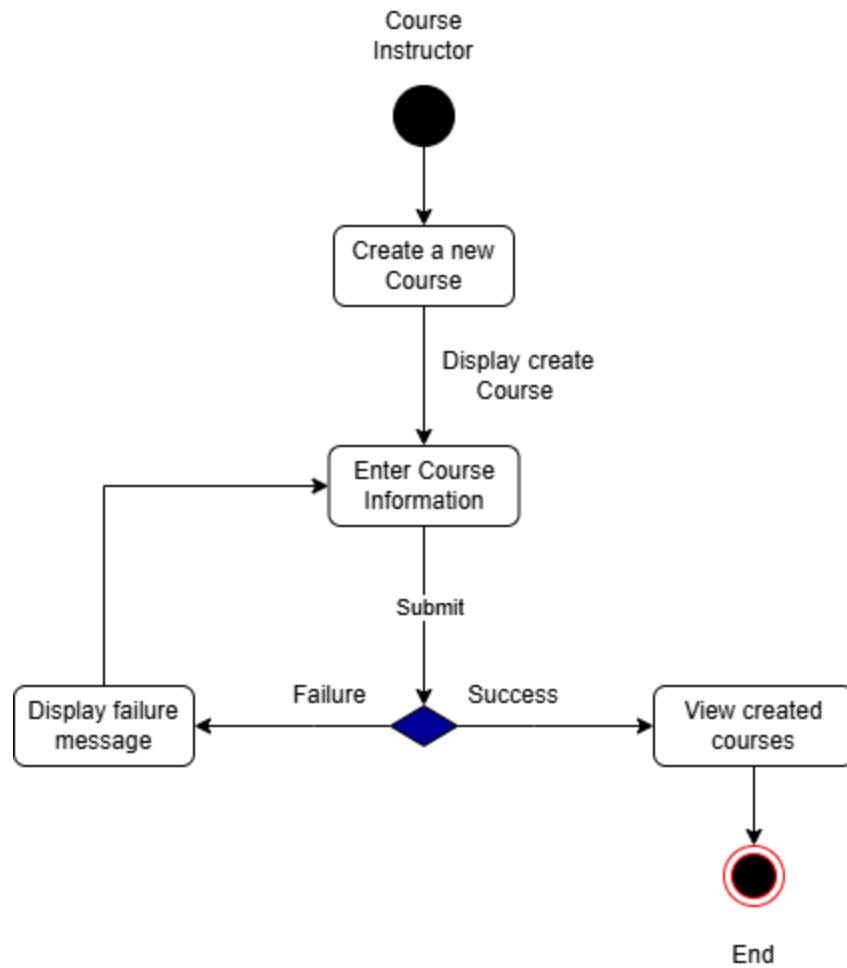 Course
Instructor
Create a new
Course
Display create
Course
Enter Course
Information
Submit
Failure
Success
Display failure
message
View created
courses
End